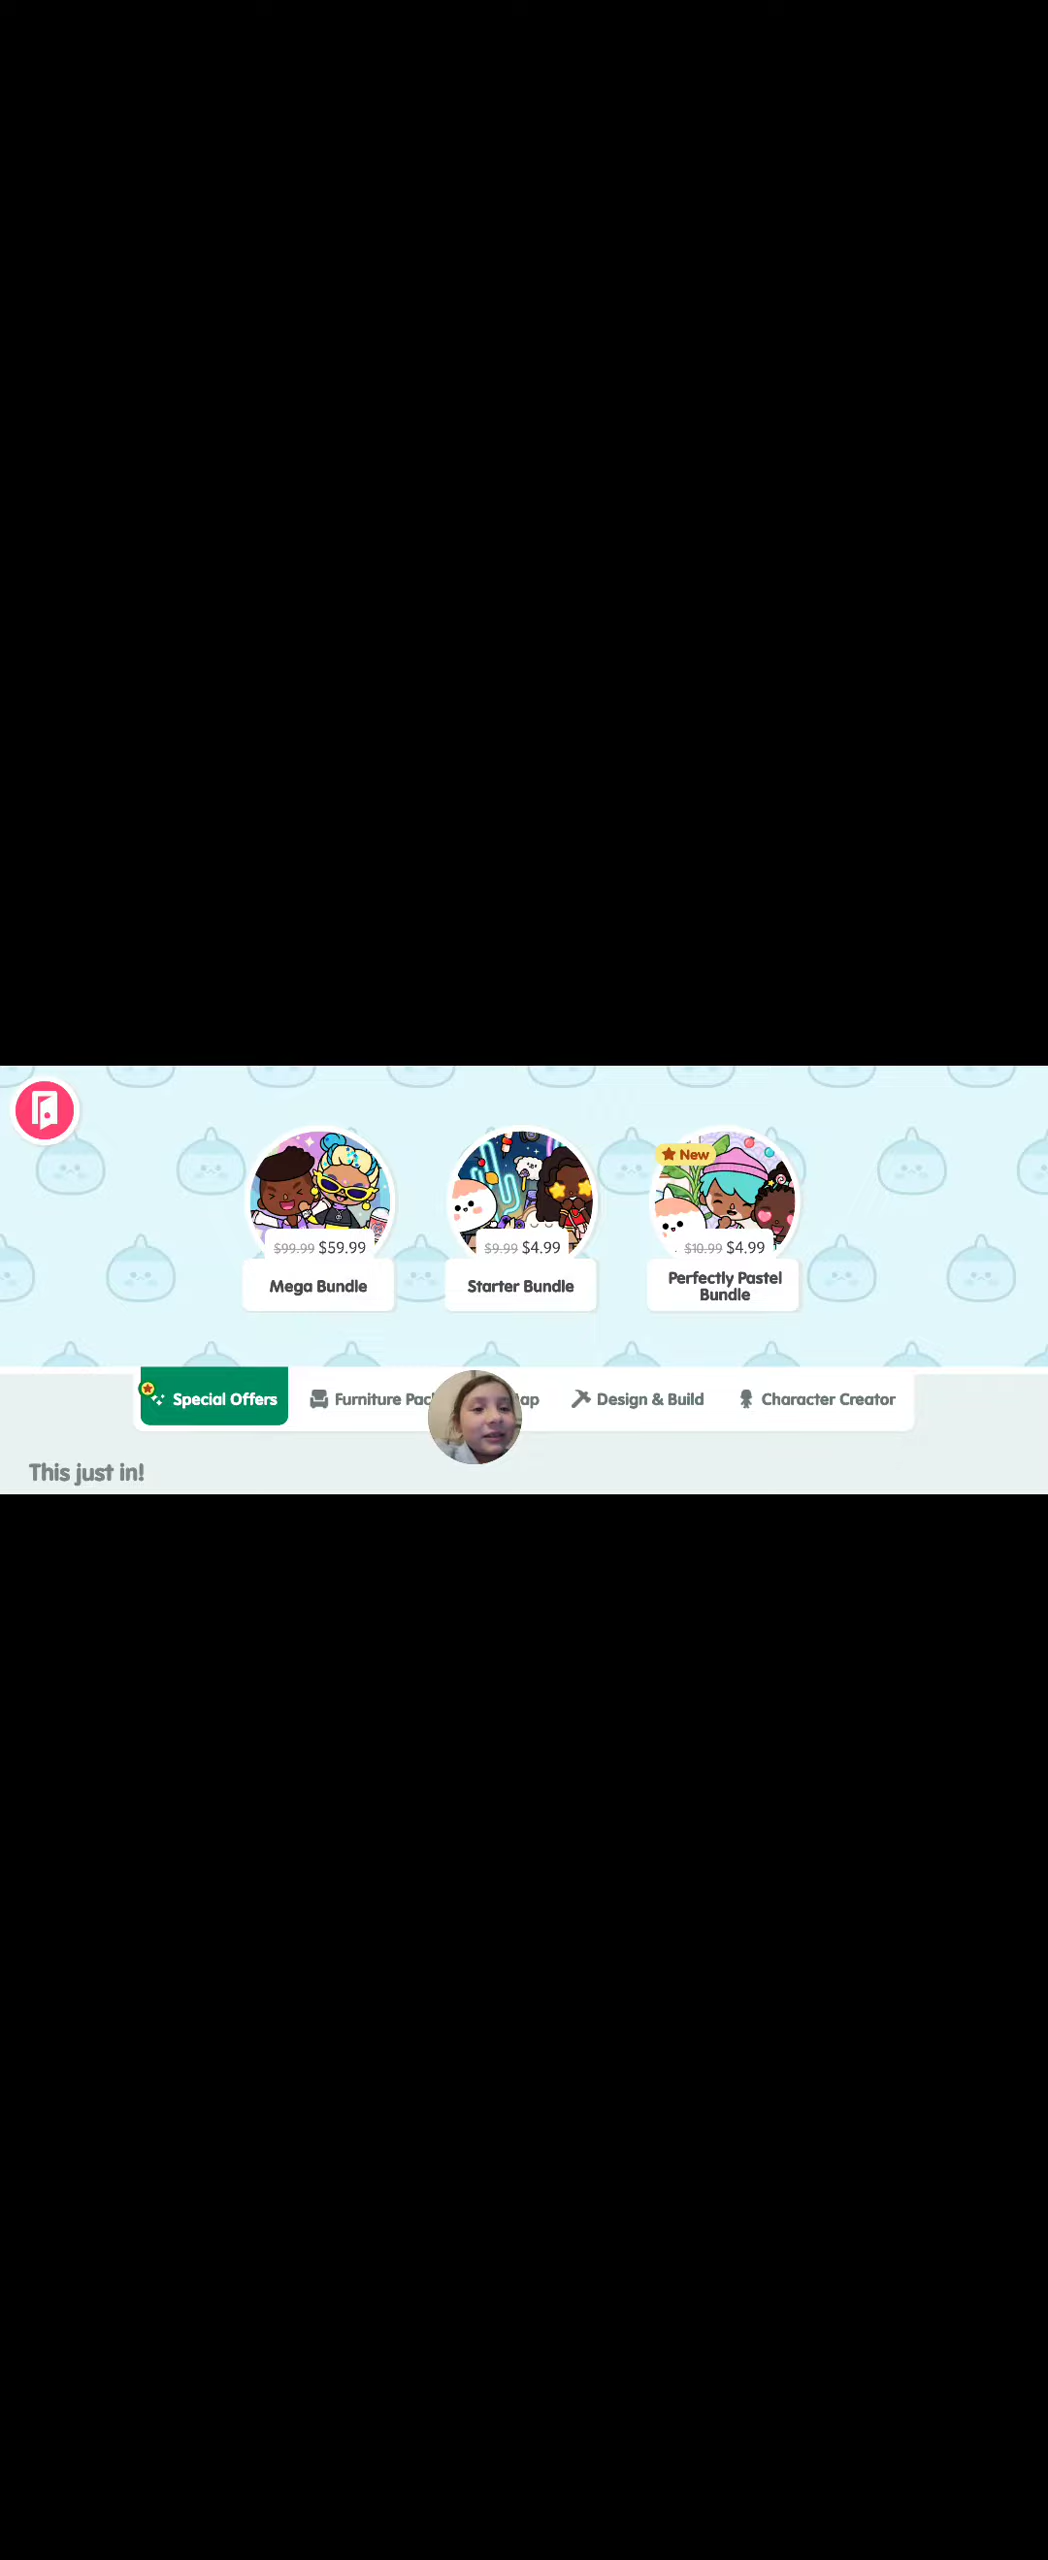 New
$99.99 $59.99
$9.99 $4.99
$10.99 $4.99
Mega Bundle
Starter Bundle
Perfectly Pastel
Bundle
Special Offers
Furniture
Design & Build
Character Creator
This just in!